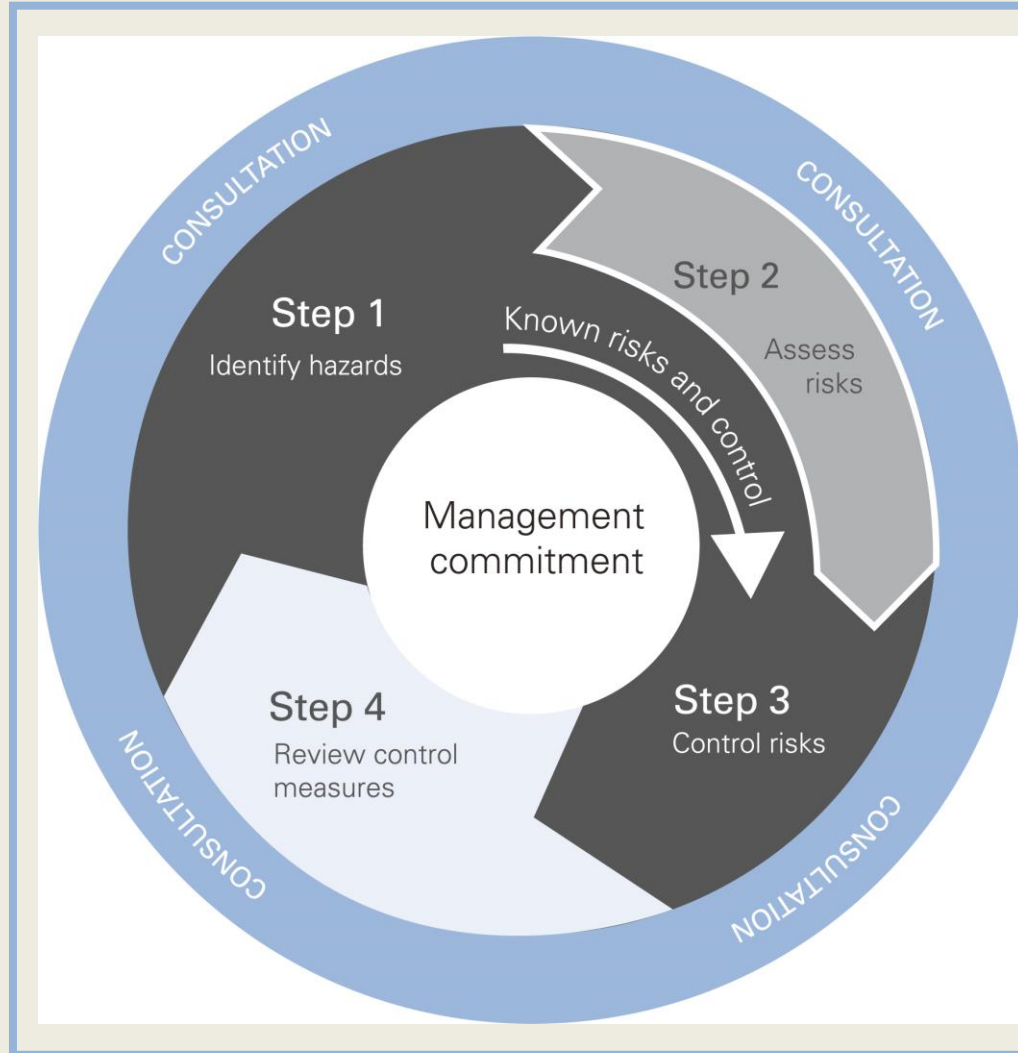 CONSULTATION
CONSULTATION
Step 1
Identify hazards
Step 2
Assess
risks
Known risks and control
Management
commitment
Step 3
Control risks
Step 4
Review control
measures
CONSULTATION
CONSULTATION